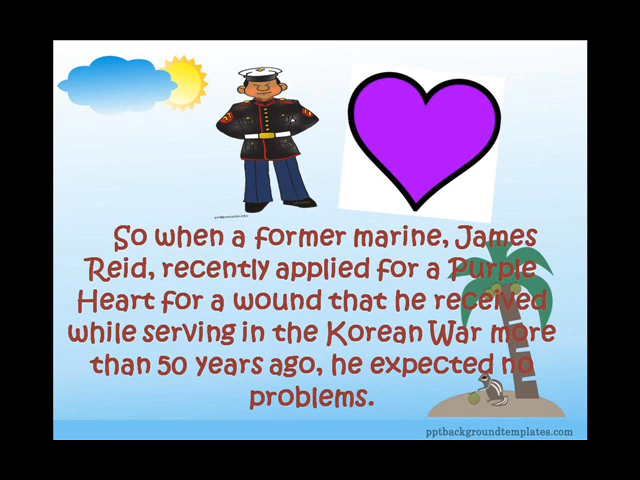 So when a former marine, James
Reid, recently applied for a Purple
Heart for a wound that he received
while serving in the Korean War more
than 50 years ago, he expected no
problems.
pptbackgroundtemplates.com